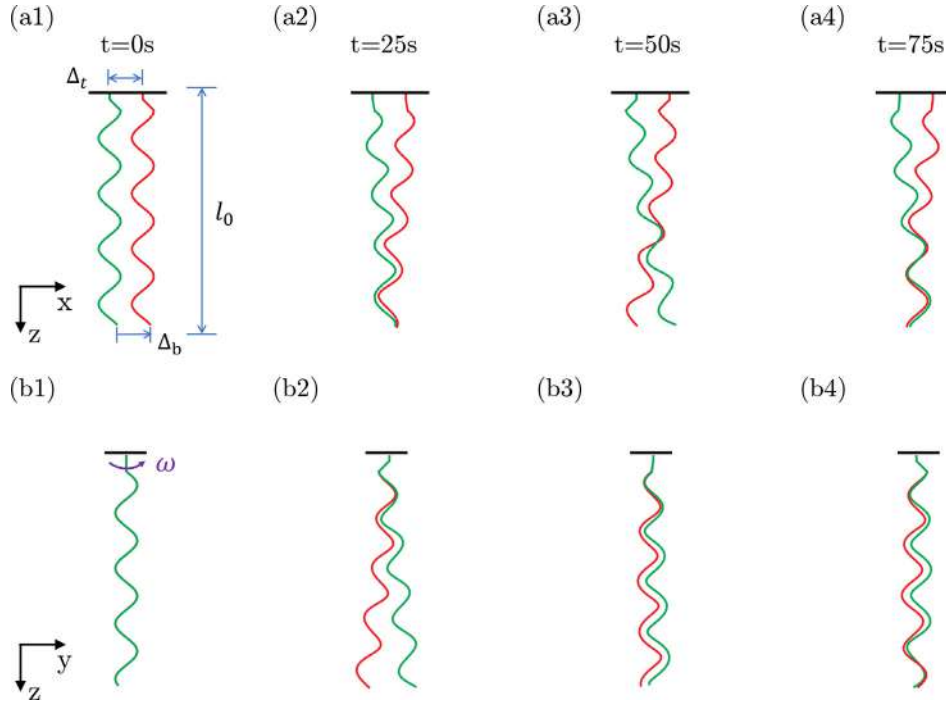 (a1) (a2) (a3) (a4)
t=0s t=25s t=50s t=75s
Δt
l0
x
z
Δb
(b1) (b2) (b3) (b4)
ω
y
z